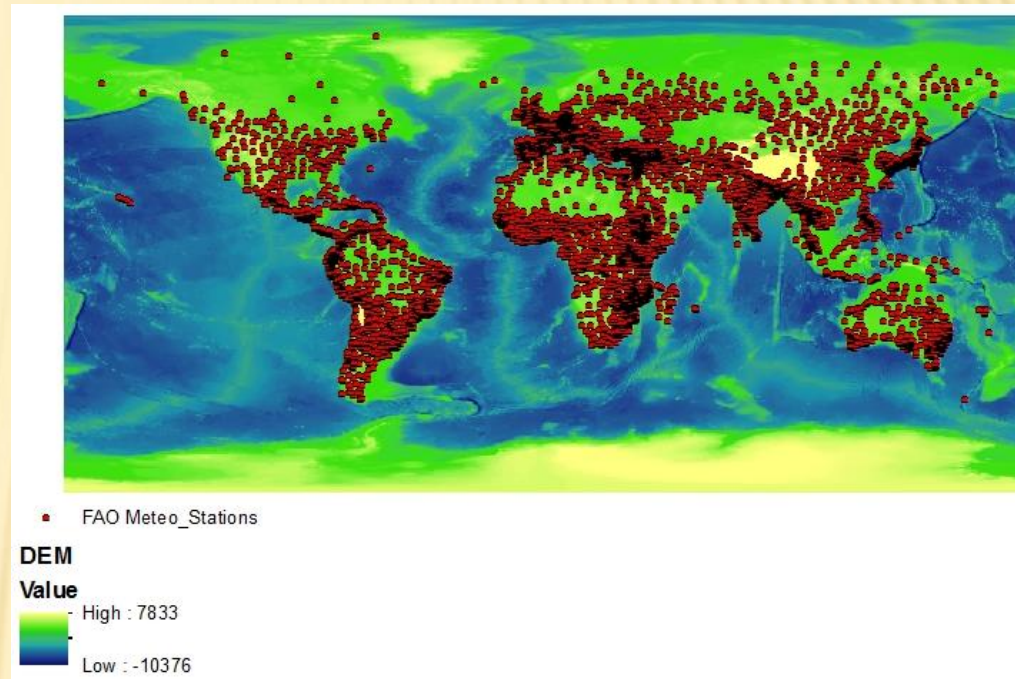 FAO Meteo_Stations
DEM
Value
High : 7833
Low : -10376